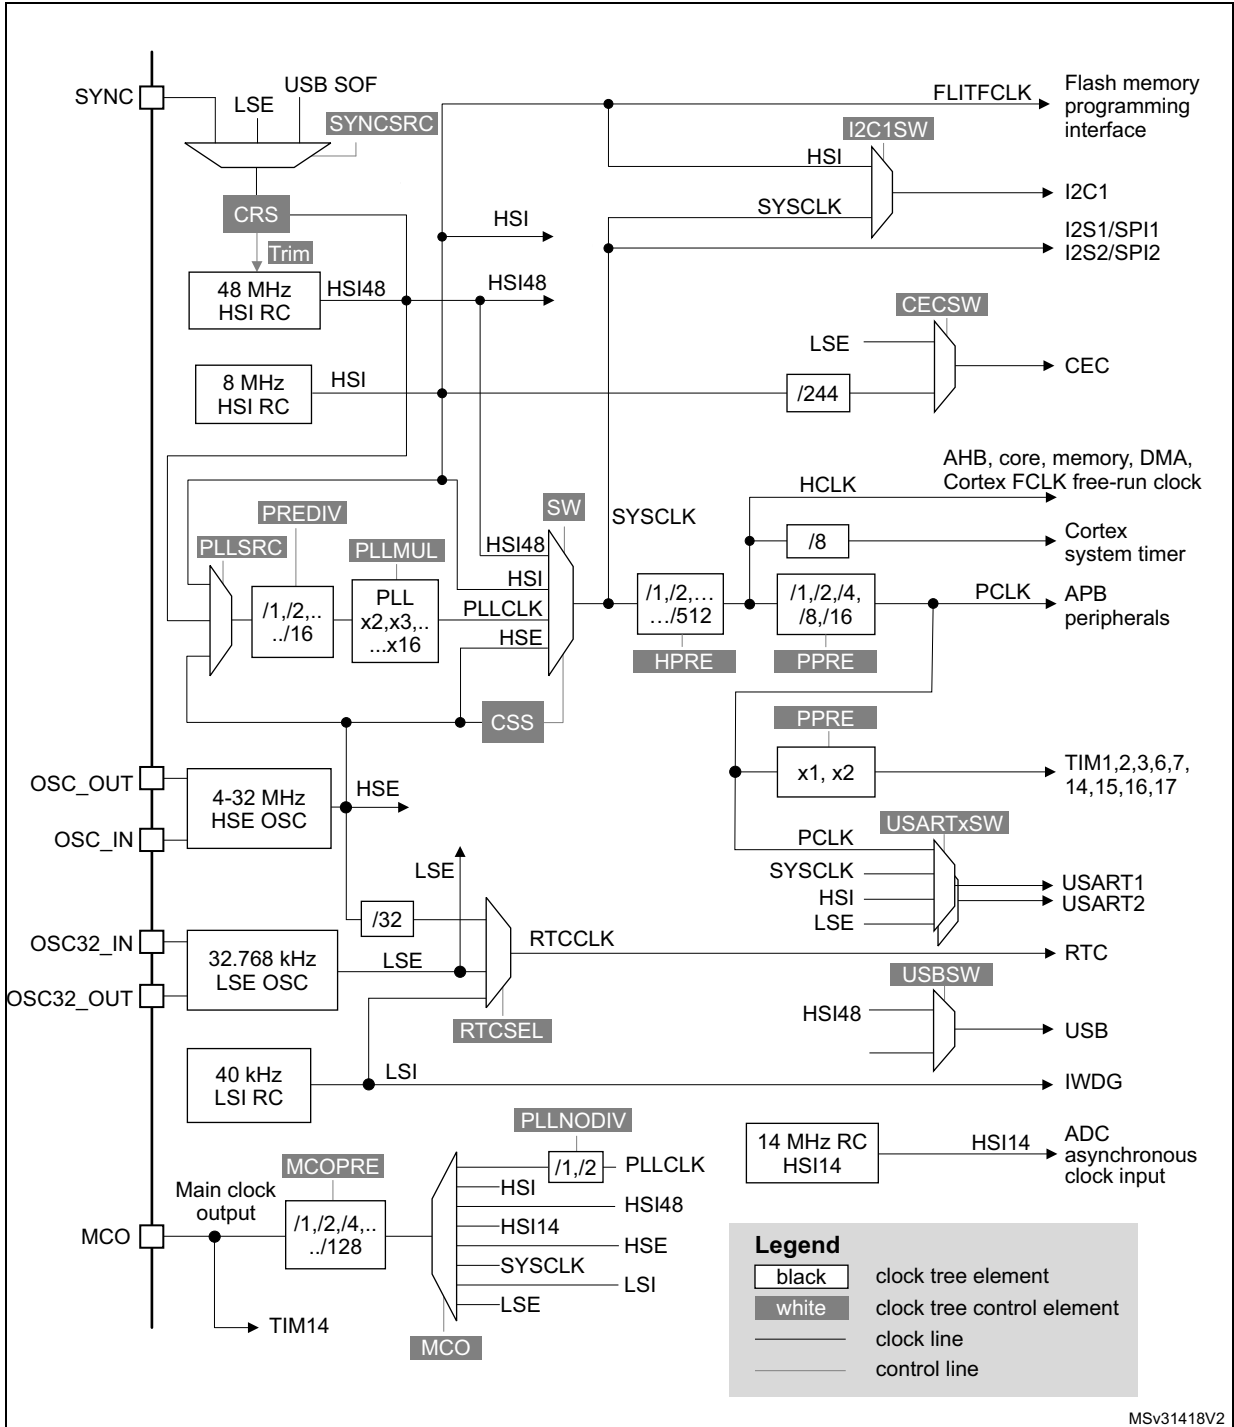 USB SOF
SYNC
LSE
SYNCSRC
FLITFCLK
Flash memory
programming
interface
I2C1SW
HSI
I2C1
SYSCLK
CRS
HSI
I2S1/SPI1
I2S2/SPI2
Trim
48 MHz
HSI RC
HSI48
HSI48
CECSW
LSE
CEC
8 MHz
HSI RC
HSI
/244
AHB, core, memory, DMA,
Cortex FCLK free-run clock
HCLK
SW
SYSCLK
PREDIV
PLLSRC
PLLMUL
HSI48
/8
Cortex
system timer
HSI
/1,/2,..
../16
PLL
x2,x3,..
...x16
PLLCLK
HSE
/1,/2,…
…/512
/1,/2,/4,
/8,/16
PCLK
APB
peripherals
HPRE
PPRE
CSS
PPRE
OSC_OUT
4-32 MHz
HSE OSC
HSE
x1, x2
TIM1,2,3,6,7,
14,15,16,17
OSC_IN
USARTxSW
PCLK
SYSCLK
HSI
LSE
USART1
USART2
LSE
/32
OSC32_IN
32.768 kHz
LSE OSC
LSE
RTCCLK
RTC
OSC32_OUT
RTCSEL
USBSW
HSI48
USB
40 kHz
LSI RC
LSI
IWDG
PLLNODIV
/1,/2
PLLCLK
14 MHz RC
HSI14
HSI14
ADC
asynchronous
clock input
MCOPRE
HSI
Main clock
output
HSI48
MCO
/1,/2,/4,..
../128
HSI14
HSE
SYSCLK
LSI
LSE
TIM14
MCO
Legend
black
clock tree element
white
clock tree control element
clock line
control line
MSv31418V2